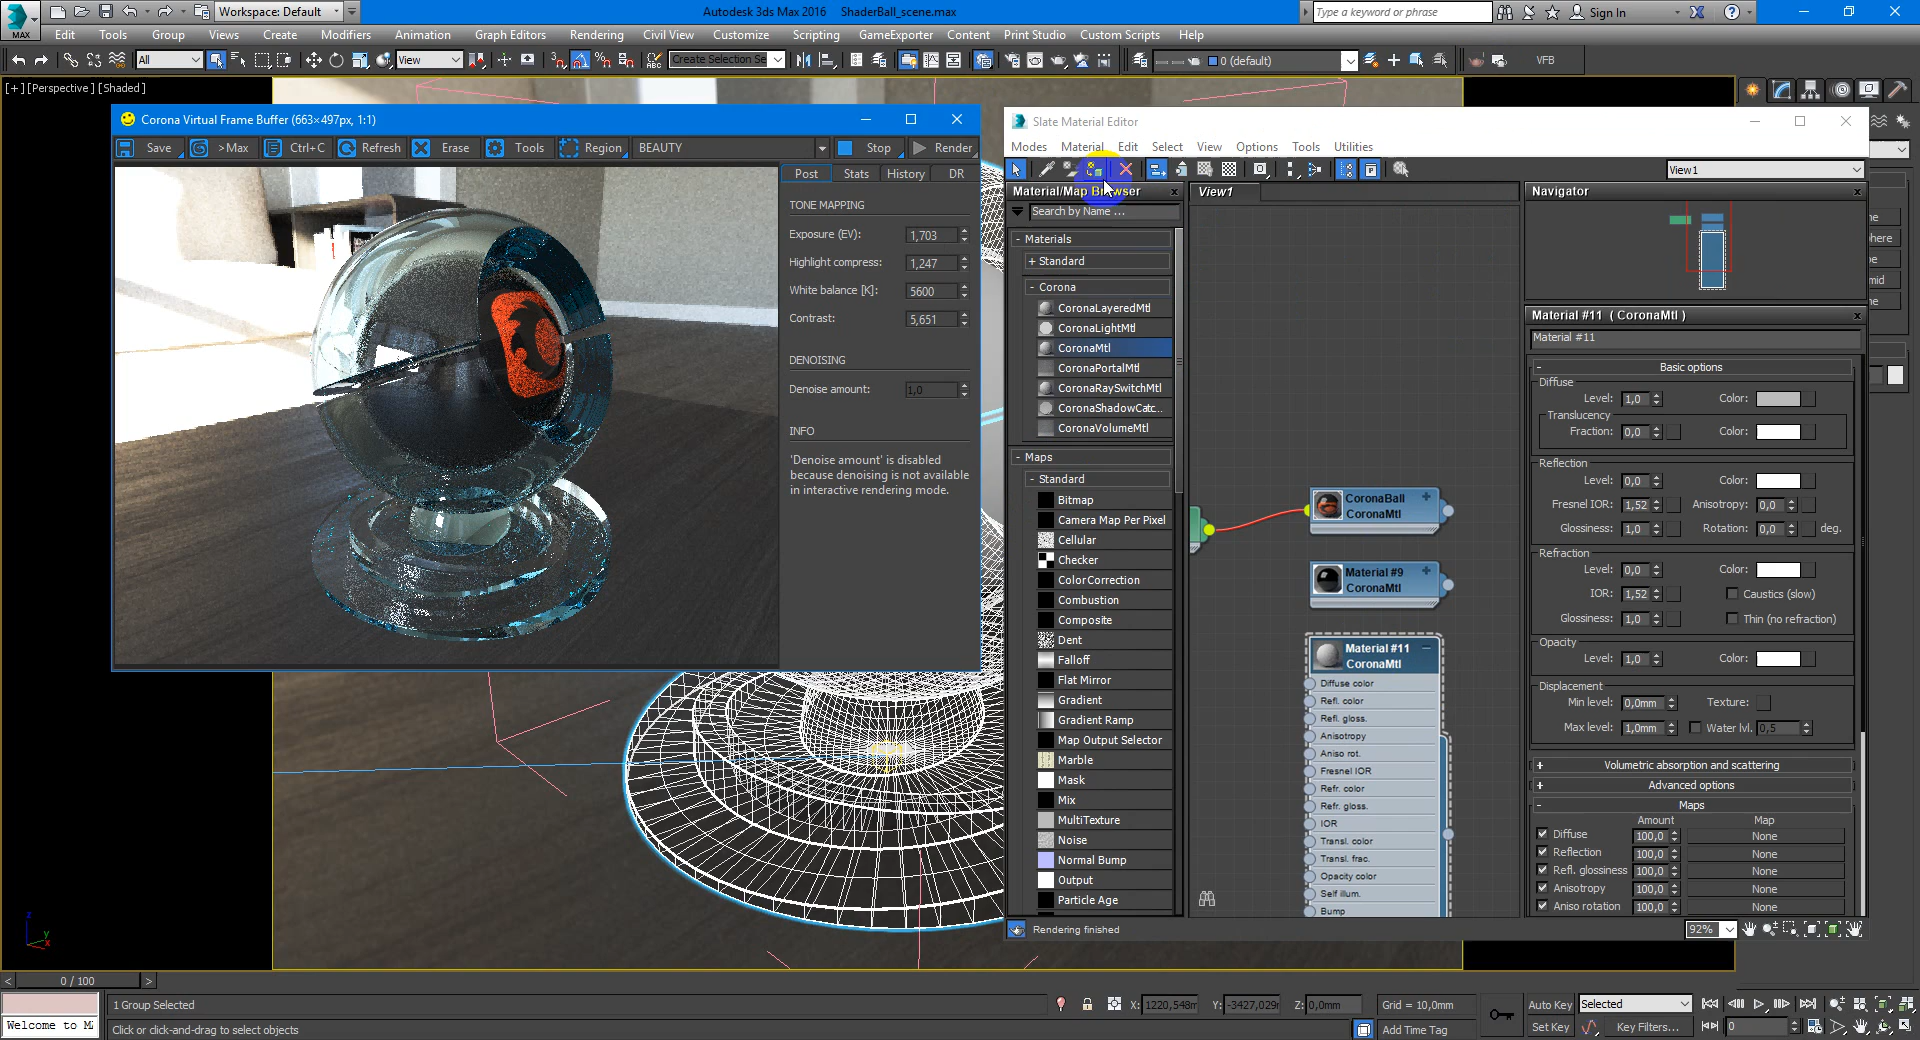 Workspace: Default
Autodesk 3ds Max 2016    ShaderBall_scene.max
Type a keyword or phrase
Sign In
MAX
Edit Tools Group Views Create Modifiers Animation Graph Editors Rendering Civil View Customize Scripting GameExporter Content Print Studio Custom Scripts Help
All
View
Create Selection Se
0 (default)
VFB
[+] [Perspective ] [Shaded ]
Corona Virtual Frame Buffer (663×497px, 1:1)
Save >Max Ctrl+C Refresh Erase Tools Region BEAUTY Stop Render
Post Stats History DR
TONE MAPPING
Exposure (EV): 1,703
Highlight compress: 1,247
White balance [K]: 5600
Contrast: 5,651
DENOISING
Denoise amount: 1,0
INFO
'Denoise amount' is disabled
because denoising is not available
in interactive rendering mode.
Slate Material Editor
Modes Material Edit Select View Options Tools Utilities
View1
Material/Map Browser
Search by Name ...
- Materials
+ Standard
- Corona
CoronaLayeredMtl
CoronaLightMtl
CoronaMtl
CoronaPortalMtl
CoronaRaySwitchMtl
CoronaShadowCatc...
CoronaVolumeMtl
- Maps
- Standard
Bitmap
Camera Map Per Pixel
Cellular
Checker
ColorCorrection
Combustion
Composite
Dent
Falloff
Flat Mirror
Gradient
Gradient Ramp
Map Output Selector
Marble
Mask
Mix
MultiTexture
Noise
Normal Bump
Output
Particle Age
View1
CoronaBall
CoronaMtl
Material #9
CoronaMtl
Material #11
CoronaMtl
Diffuse color
Refl. color
Refl. gloss.
Anisotropy
Aniso rot.
Fresnel IOR
Refr. color
Refr. gloss.
IOR
Transl. color
Transl. frac.
Opacity color
Self illum.
Bump
Navigator
Material #11 ( CoronaMtl )
Material #11
- Basic options
Diffuse
Level: 1,0 Color:
Translucency
Fraction: 0,0 Color:
Reflection
Level: 0,0 Color:
Fresnel IOR: 1,52 Anisotropy: 0,0
Glossiness: 1,0 Rotation: 0,0 deg.
Refraction
Level: 0,0 Color:
IOR: 1,52 Caustics (slow)
Glossiness: 1,0 Thin (no refraction)
Opacity
Level: 1,0 Color:
Displacement
Min level: 0,0mm Texture:
Max level: 1,0mm Water lvl. 0,5
+ Volumetric absorption and scattering
+ Advanced options
- Maps
Amount Map
Diffuse 100,0 None
Reflection 100,0 None
Refl. glossiness 100,0 None
Anisotropy 100,0 None
Aniso rotation 100,0 None
Rendering finished
92%
ne
here
pe
mid
ne
z
y
x
< 0 / 100 >
Welcome to M
1 Group Selected
Click or click-and-drag to select objects
X: 1220,548m Y: -3427,029 Z: 0,0mm Grid = 10,0mm
Add Time Tag
Auto Key Selected
Set Key Key Filters...
0